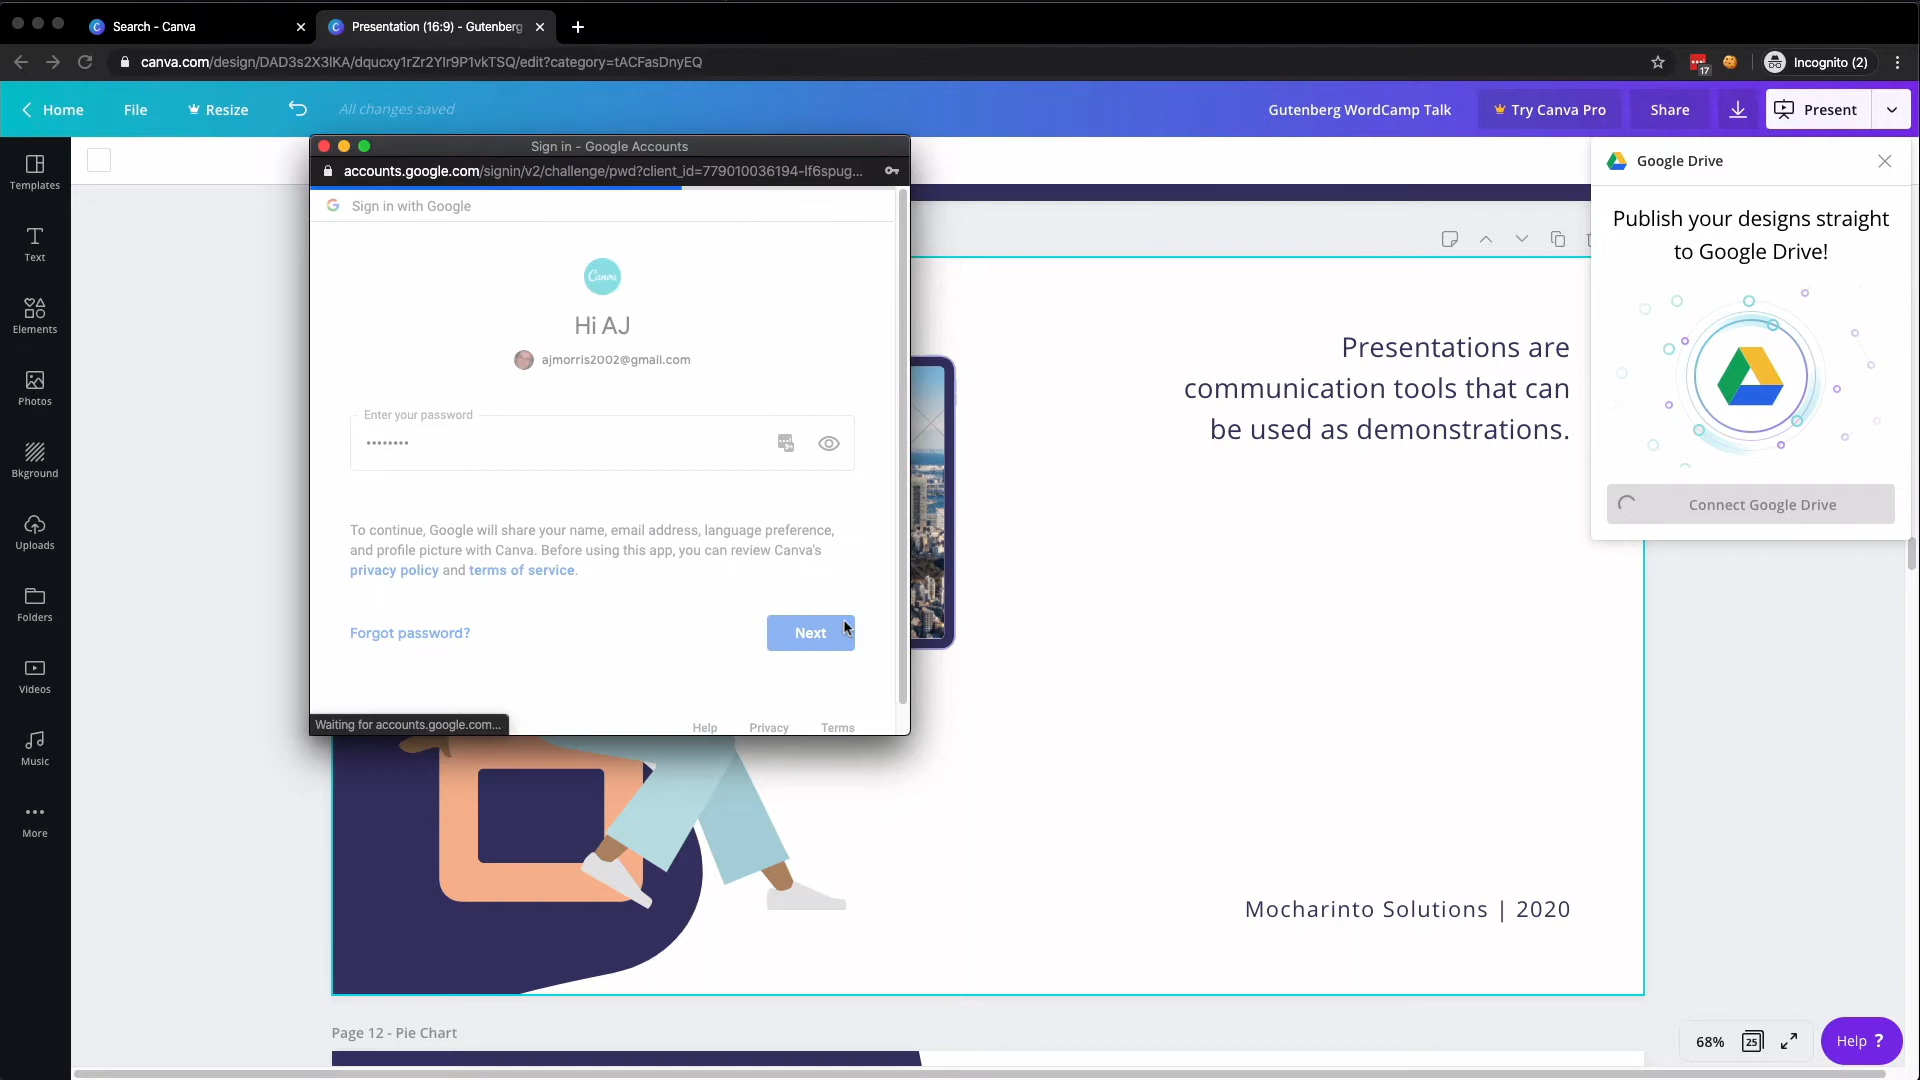 Search - Canva
Presentation (16:9) - Gutenberg
canva.com/design/DAD3s2X3lKA/dqucxy1rZr2YIr9P1vkTSQ/edit?category=tACFasDnyEQ
17
Incognito (2)
Home
File
Resize
All changes saved
Gutenberg WordCamp Talk
Try Canva Pro
Share
Present
Templates
Text
Elements
Photos
Bkground
Uploads
Folders
Videos
Music
More
Sign in - Google Accounts
accounts.google.com/signin/v2/challenge/pwd?client_id=779010036194-lf6spug...
Sign in with Google
Canva
Hi AJ
ajmorris2002@gmail.com
Enter your password
••••••••
To continue, Google will share your name, email address, language preference,
and profile picture with Canva. Before using this app, you can review Canva's
privacy policy and terms of service.
Forgot password?
Next
Waiting for accounts.google.com...
Help
Privacy
Terms
Google Drive
Publish your designs straight
to Google Drive!
Connect Google Drive
Presentations are
communication tools that can
be used as demonstrations.
Mocharinto Solutions | 2020
Page 12 - Pie Chart
68%
25
Help ?